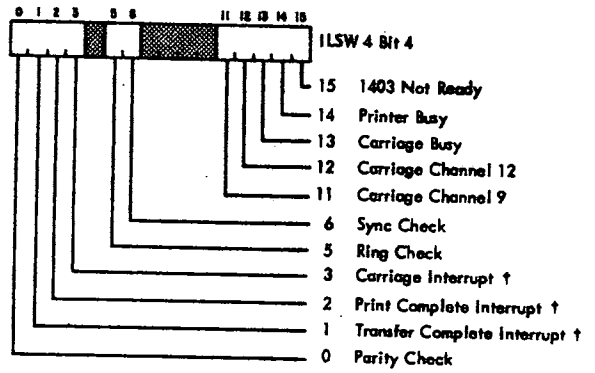 0 1 2 3 5 6 11 12 13 14 15
ILSW 4 Bit 4
15 1403 Not Ready
14 Printer Busy
13 Carriage Busy
12 Carriage Channel 12
11 Carriage Channel 9
6 Sync Check
5 Ring Check
3 Carriage Interrupt †
2 Print Complete Interrupt †
1 Transfer Complete Interrupt †
0 Parity Check